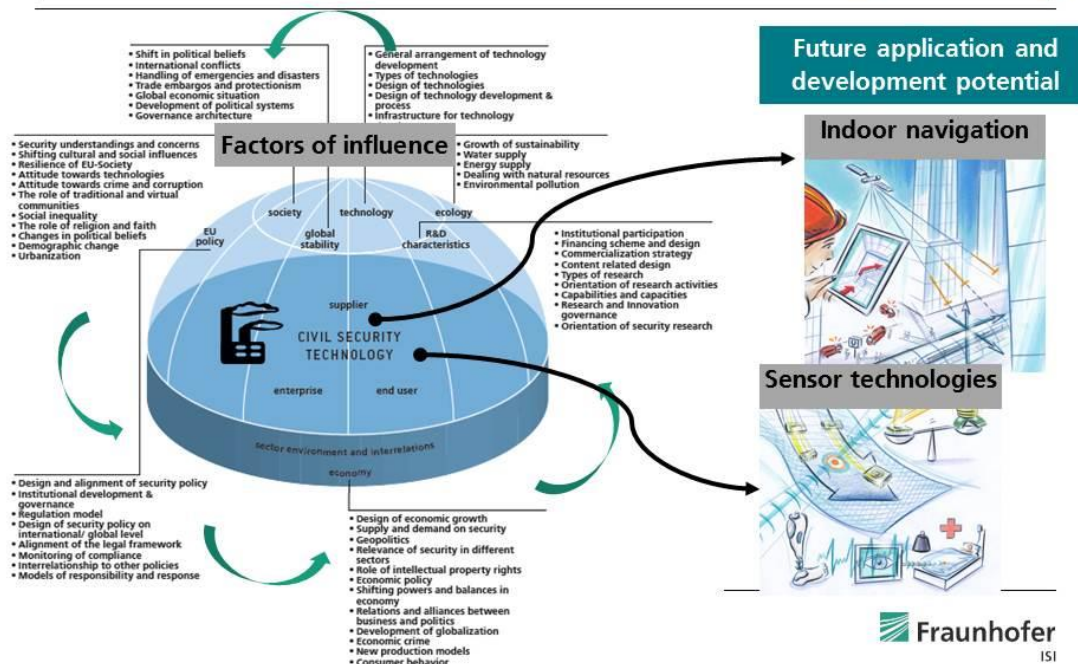 • Shift in political beliefs
• International conflicts
• Handling of emergencies and disasters
• Trade embargos and protectionism
• Global economic situation
• Development of political systems
• Governance architecture
• General arrangement of technology
development
• Types of technologies
• Design of technologies
• Design of technology development &
process
• Infrastructure for technology
Future application and
development potential
Factors of influence
Indoor navigation
• Security understandings and concerns
• Shifting cultural and social influences
• Resilience of EU-Society
• Attitude towards technologies
• Attitude towards crime and corruption
• The role of traditional and virtual
communities
• Social inequality
• The role of religion and faith
• Changes in political beliefs
• Demographic change
• Urbanization
• Growth of sustainability
• Water supply
• Energy supply
• Dealing with natural resources
• Environmental pollution
society
technology
ecology
EU
policy
global
stability
R&D
characteristics
• Institutional participation
• Financing scheme and design
• Commercialization strategy
• Content related design
• Types of research
• Orientation of research activities
• Capabilities and capacities
• Research and Innovation
governance
• Orientation of security research
supplier
CIVIL SECURITY
TECHNOLOGY
enterprise
end user
Sensor technologies
sector environment and interrelations
economy
• Design and alignment of security policy
• Institutional development &
governance
• Regulation model
• Design of security policy on
international/ global level
• Alignment of the legal framework
• Monitoring of compliance
• Interrelationship to other policies
• Models of responsibility and response
• Design of economic growth
• Supply and demand on security
• Geopolitics
• Relevance of security in different
sectors
• Role of intellectual property rights
• Economic policy
• Shifting powers and balances in
economy
• Relations and alliances between
business and politics
• Development of globalization
• Economic crime
• New production models
• Consumer behavior
Fraunhofer
ISI